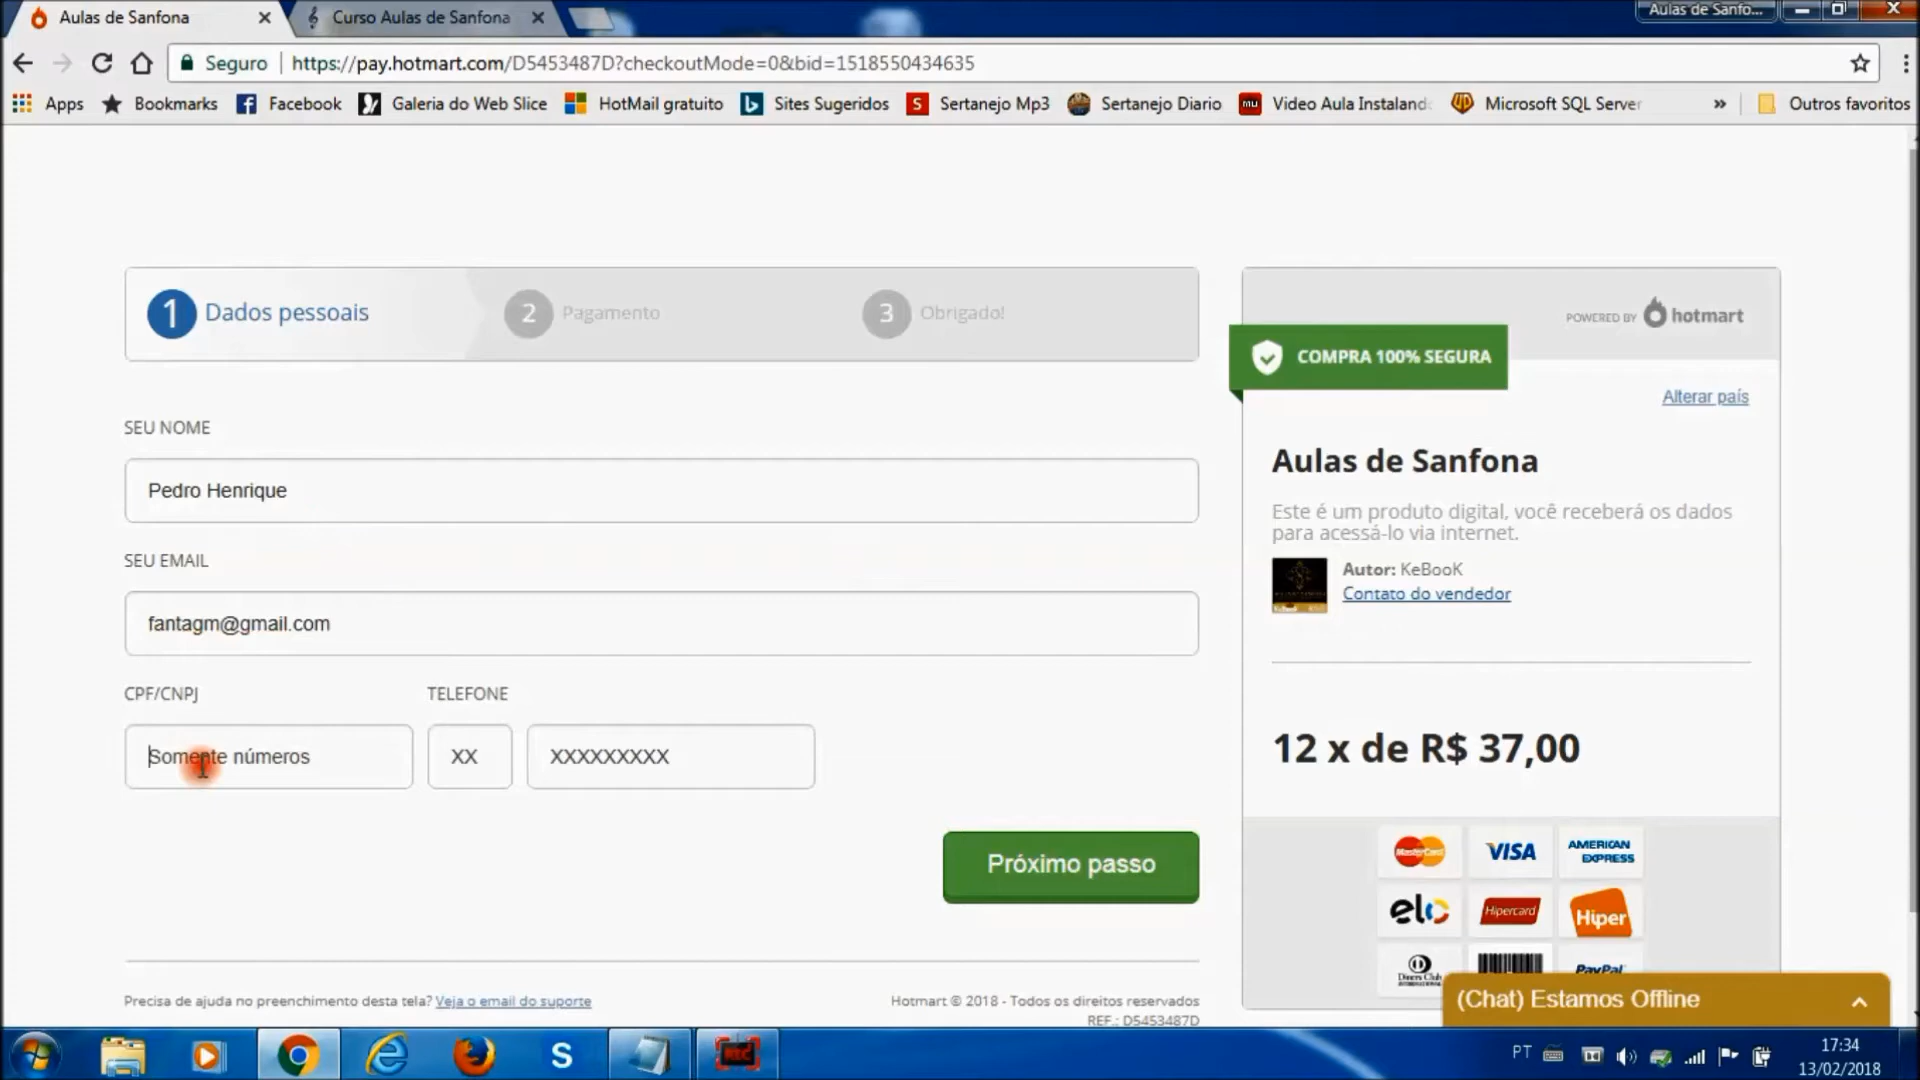 Aulas de Sanfona
Curso Aulas de Sanfona
Aulas de Sanfo...
Seguro
https://pay.hotmart.com/D5453487D?checkoutMode=0&bid=1518550434635
Apps
Bookmarks
Facebook
Galeria do Web Slice
HotMail gratuito
Sites Sugeridos
Sertanejo Mp3
Sertanejo Diario
Video Aula Instaland
Microsoft SQL Server
»
Outros favoritos
1 Dados pessoais
2 Pagamento
3 Obrigado!
POWERED BY hotmart
COMPRA 100% SEGURA
Alterar país
SEU NOME
Pedro Henrique
SEU EMAIL
fantagm@gmail.com
CPF/CNPJ
TELEFONE
Somente números
XX
XXXXXXXXX
Próximo passo
Aulas de Sanfona
Este é um produto digital, você receberá os dados
para acessá-lo via internet.
Autor: KeBooK
Contato do vendedor
12 x de R$ 37,00
MasterCard
VISA
AMERICAN
EXPRESS
elo
Hipercard
Hiper
Diners Club
INTERNATIONAL
PayPal
Precisa de ajuda no preenchimento desta tela? Veja o email do suporte
Hotmart © 2018 - Todos os direitos reservados
REF.: D5453487D
(Chat) Estamos Offline
REC
PT
17:34
13/02/2018